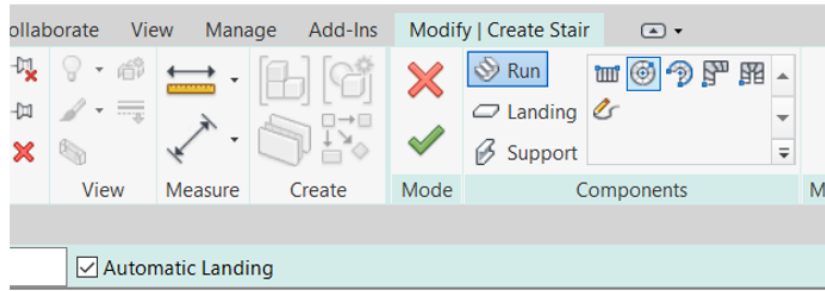 ollaborate View Manage Add-Ins Modify | Create Stair
Run
Landing
Support
View Measure Create Mode Components M
Automatic Landing